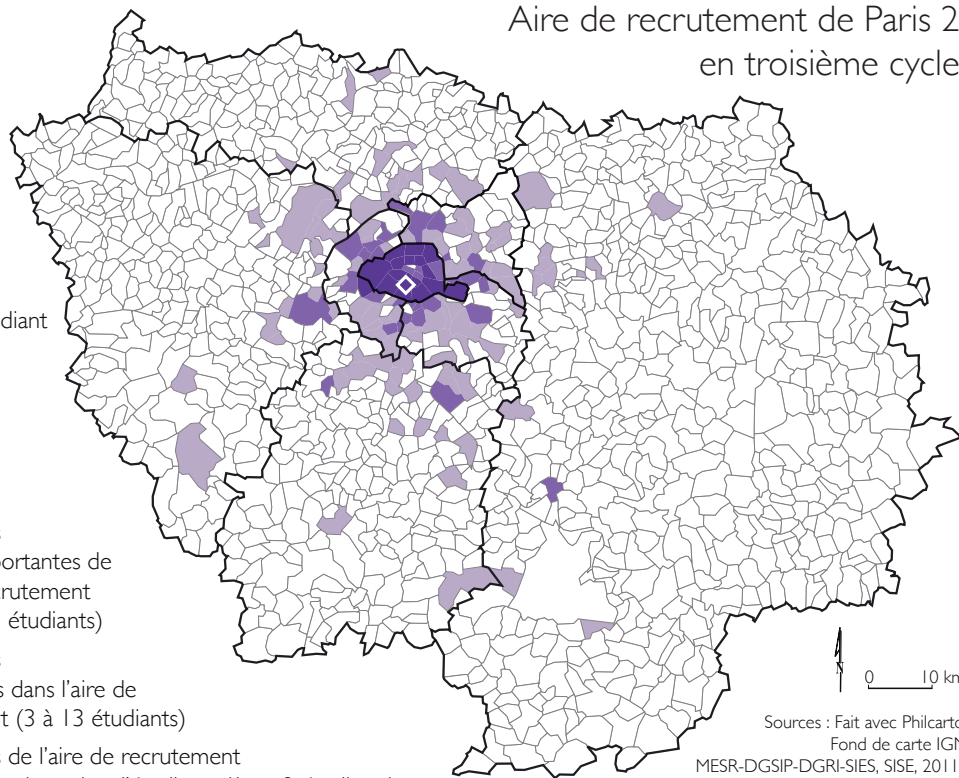 Aire de recrutement de Paris 2
en troisième cycle
diant
portantes de
crutement
étudiants)
s dans l'aire de
t (3 à 13 étudiants)
s de l'aire de recrutement
N
0 10 km
Sources : Fait avec Philcarto
Fond de carte IGN
MESR-DGSIP-DGRI-SIES, SISE, 2011